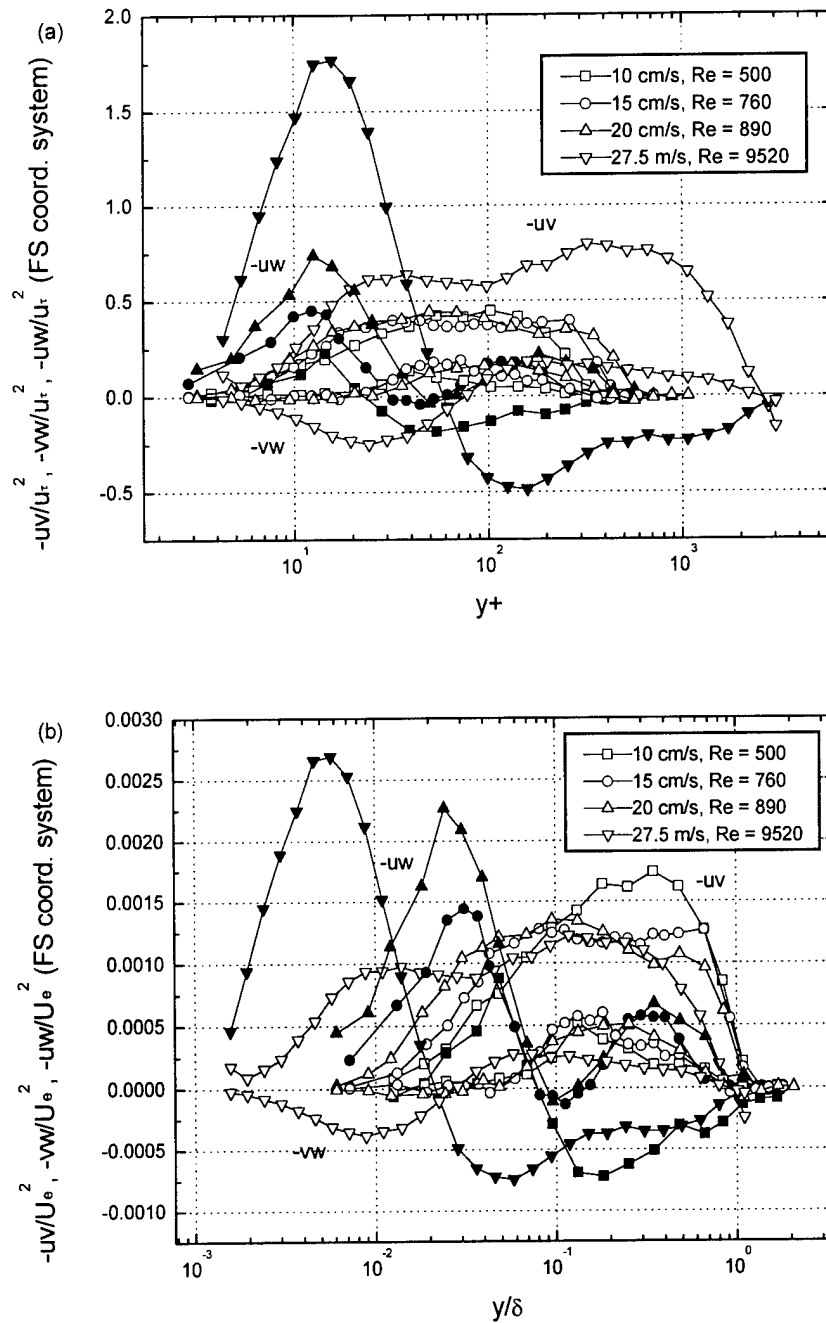 (a)
2.0
1.5
1.0
0.5
0.0
-0.5
-uv/uτ², -vw/uτ², -uw/uτ² (FS coord. system)
10 cm/s, Re = 500
15 cm/s, Re = 760
20 cm/s, Re = 890
27.5 m/s, Re = 9520
-uv
-uw
-vw
10¹
10²
10³
y+
(b)
0.0030
0.0025
0.0020
0.0015
0.0010
0.0005
0.0000
-0.0005
-0.0010
-uv/Ue², -vw/Ue², -uw/Ue² (FS coord. system)
10 cm/s, Re = 500
15 cm/s, Re = 760
20 cm/s, Re = 890
27.5 m/s, Re = 9520
-uw
-uv
-vw
10⁻³
10⁻²
10⁻¹
10⁰
y/δ